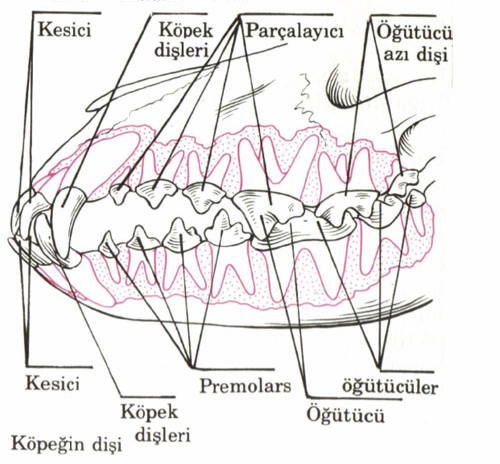 Kesici
Köpek
dişleri
Parçalayıcı
Öğütücü
azı dişi
Kesici
Köpek
dişleri
Premolars
Öğütücü
öğütücüler
Köpeğin dişi